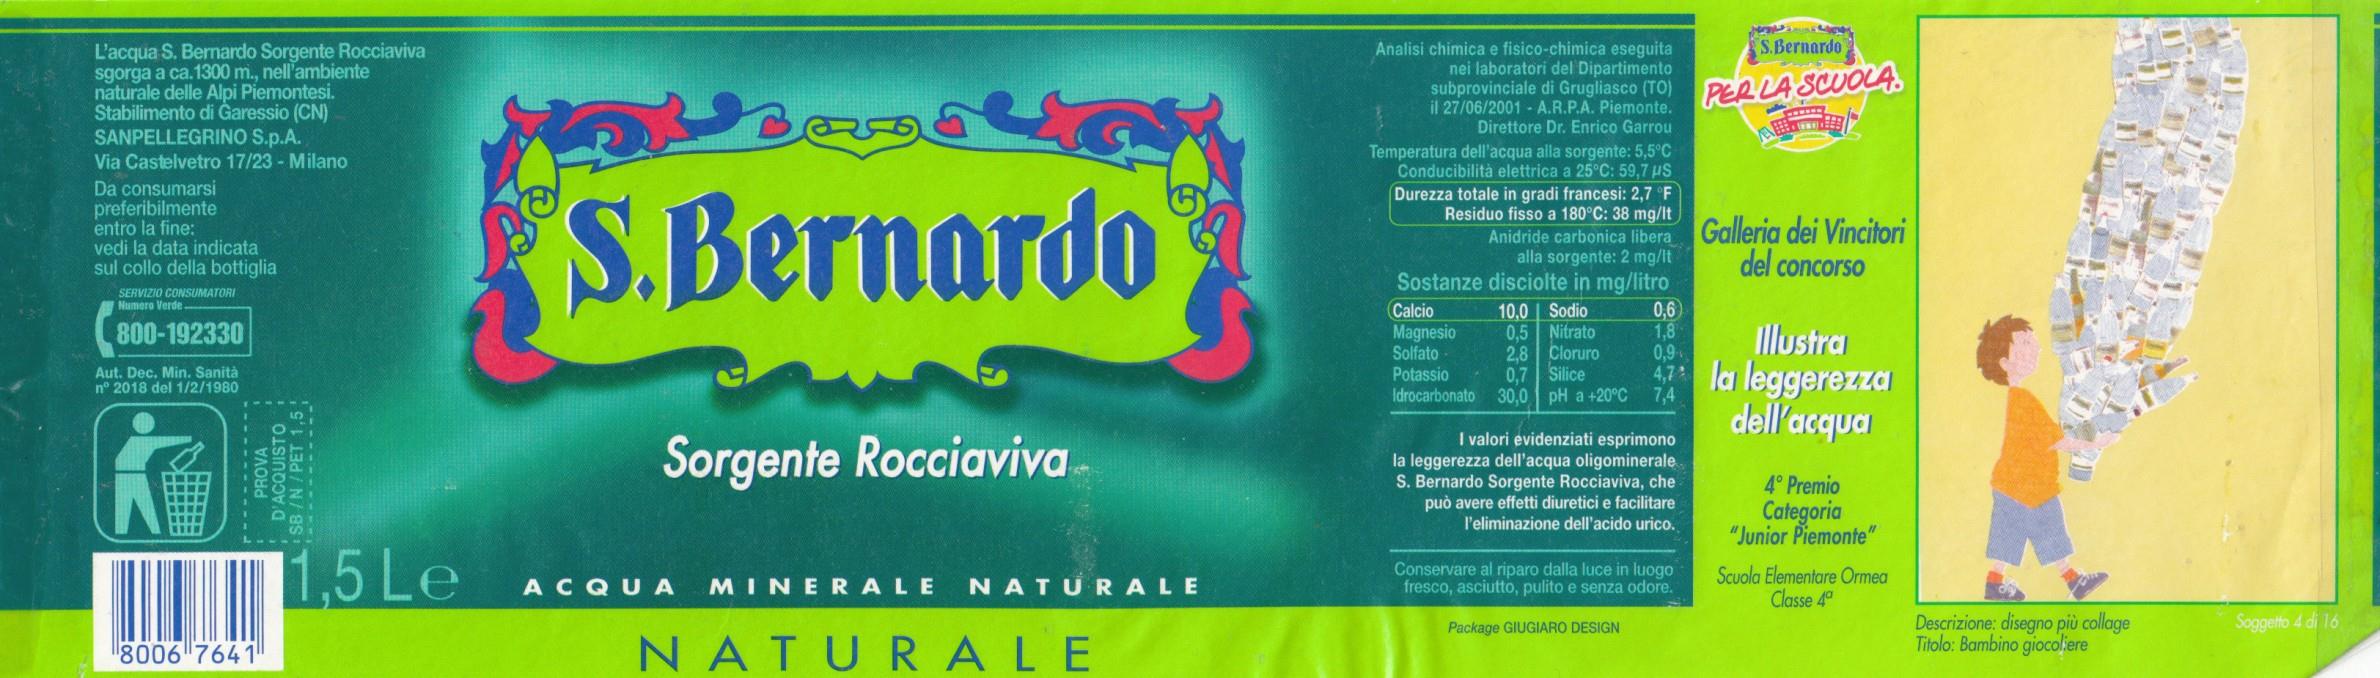 L'acqua S. Bernardo Sorgente Rocciaviva
sgorga a ca.1300 m., nell'ambiente
naturale delle Alpi Piemontesi.
Stabilimento di Garessio (CN)
SANPELLEGRINO S.p.A.
Via Castelvetro 17/23 - Milano
Da consumarsi
preferibilmente
entro la fine:
vedi la data indicata
sul collo della bottiglia
SERVIZIO CONSUMATORI
Numero Verde
800-192330
Aut. Dec. Min. Sanità
nº 2018 del 1/2/1980
PROVA
D'ACQUISTO
SB / N / PET 1,5
8006 7641
1,5 L e
S.Bernardo
Sorgente Rocciaviva
ACQUA MINERALE NATURALE
NATURALE
Analisi chimica e fisico-chimica eseguita
nei laboratori del Dipartimento
subprovinciale di Grugliasco (TO)
il 27/06/2001 - A.R.P.A. Piemonte.
Direttore Dr. Enrico Garrou
Temperatura dell'acqua alla sorgente: 5,5°C
Conducibilità elettrica a 25°C: 59,7 µS
Durezza totale in gradi francesi: 2,7 °F
Residuo fisso a 180°C: 38 mg/lt
Anidride carbonica libera
alla sorgente: 2 mg/lt
Sostanze disciolte in mg/litro
Calcio 10,0 Sodio 0,6
Magnesio 0,5 Nitrato 1,8
Solfato 2,8 Cloruro 0,9
Potassio 0,7 Silice 4,7
Idrocarbonato 30,0 pH a +20°C 7,4
I valori evidenziati esprimono
la leggerezza dell'acqua oligominerale
S. Bernardo Sorgente Rocciaviva, che
può avere effetti diuretici e facilitare
l'eliminazione dell'acido urico.
Conservare al riparo dalla luce in luogo
fresco, asciutto, pulito e senza odore.
Package GIUGIARO DESIGN
S.Bernardo
PER LA SCUOLA.
Galleria dei Vincitori
del concorso
Illustra
la leggerezza
dell'acqua
4° Premio
Categoria
"Junior Piemonte"
Scuola Elementare Ormea
Classe 4ª
Descrizione: disegno più collage
Titolo: Bambino giocoliere
Soggetto 4 di 16